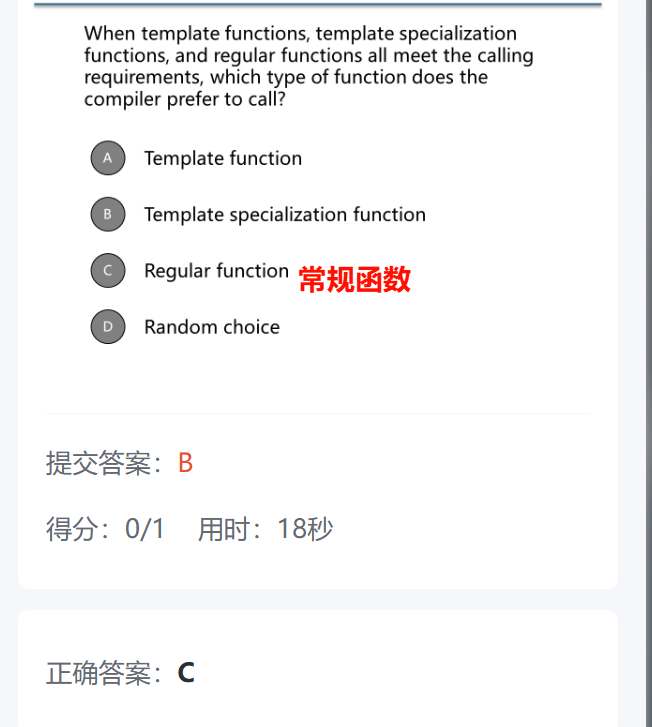 When template functions, template specialization
functions, and regular functions all meet the calling
requirements, which type of function does the
compiler prefer to call?
A Template function
B Template specialization function
C Regular function 常规函数
D Random choice
提交答案：B
得分：0/1 用时：18秒
正确答案：C